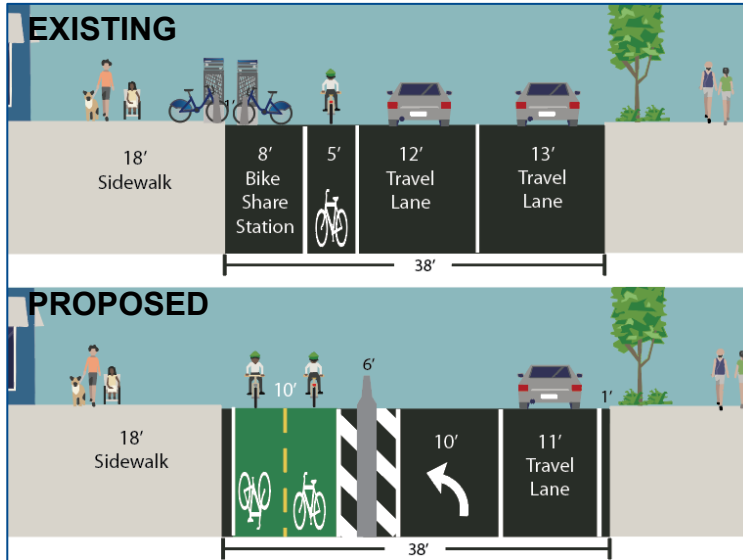 EXISTING
1'
18'
Sidewalk
8'
Bike
Share
Station
5'
12'
Travel
Lane
13'
Travel
Lane
38'
PROPOSED
18'
Sidewalk
10'
6'
10'
11'
Travel
Lane
1'
38'